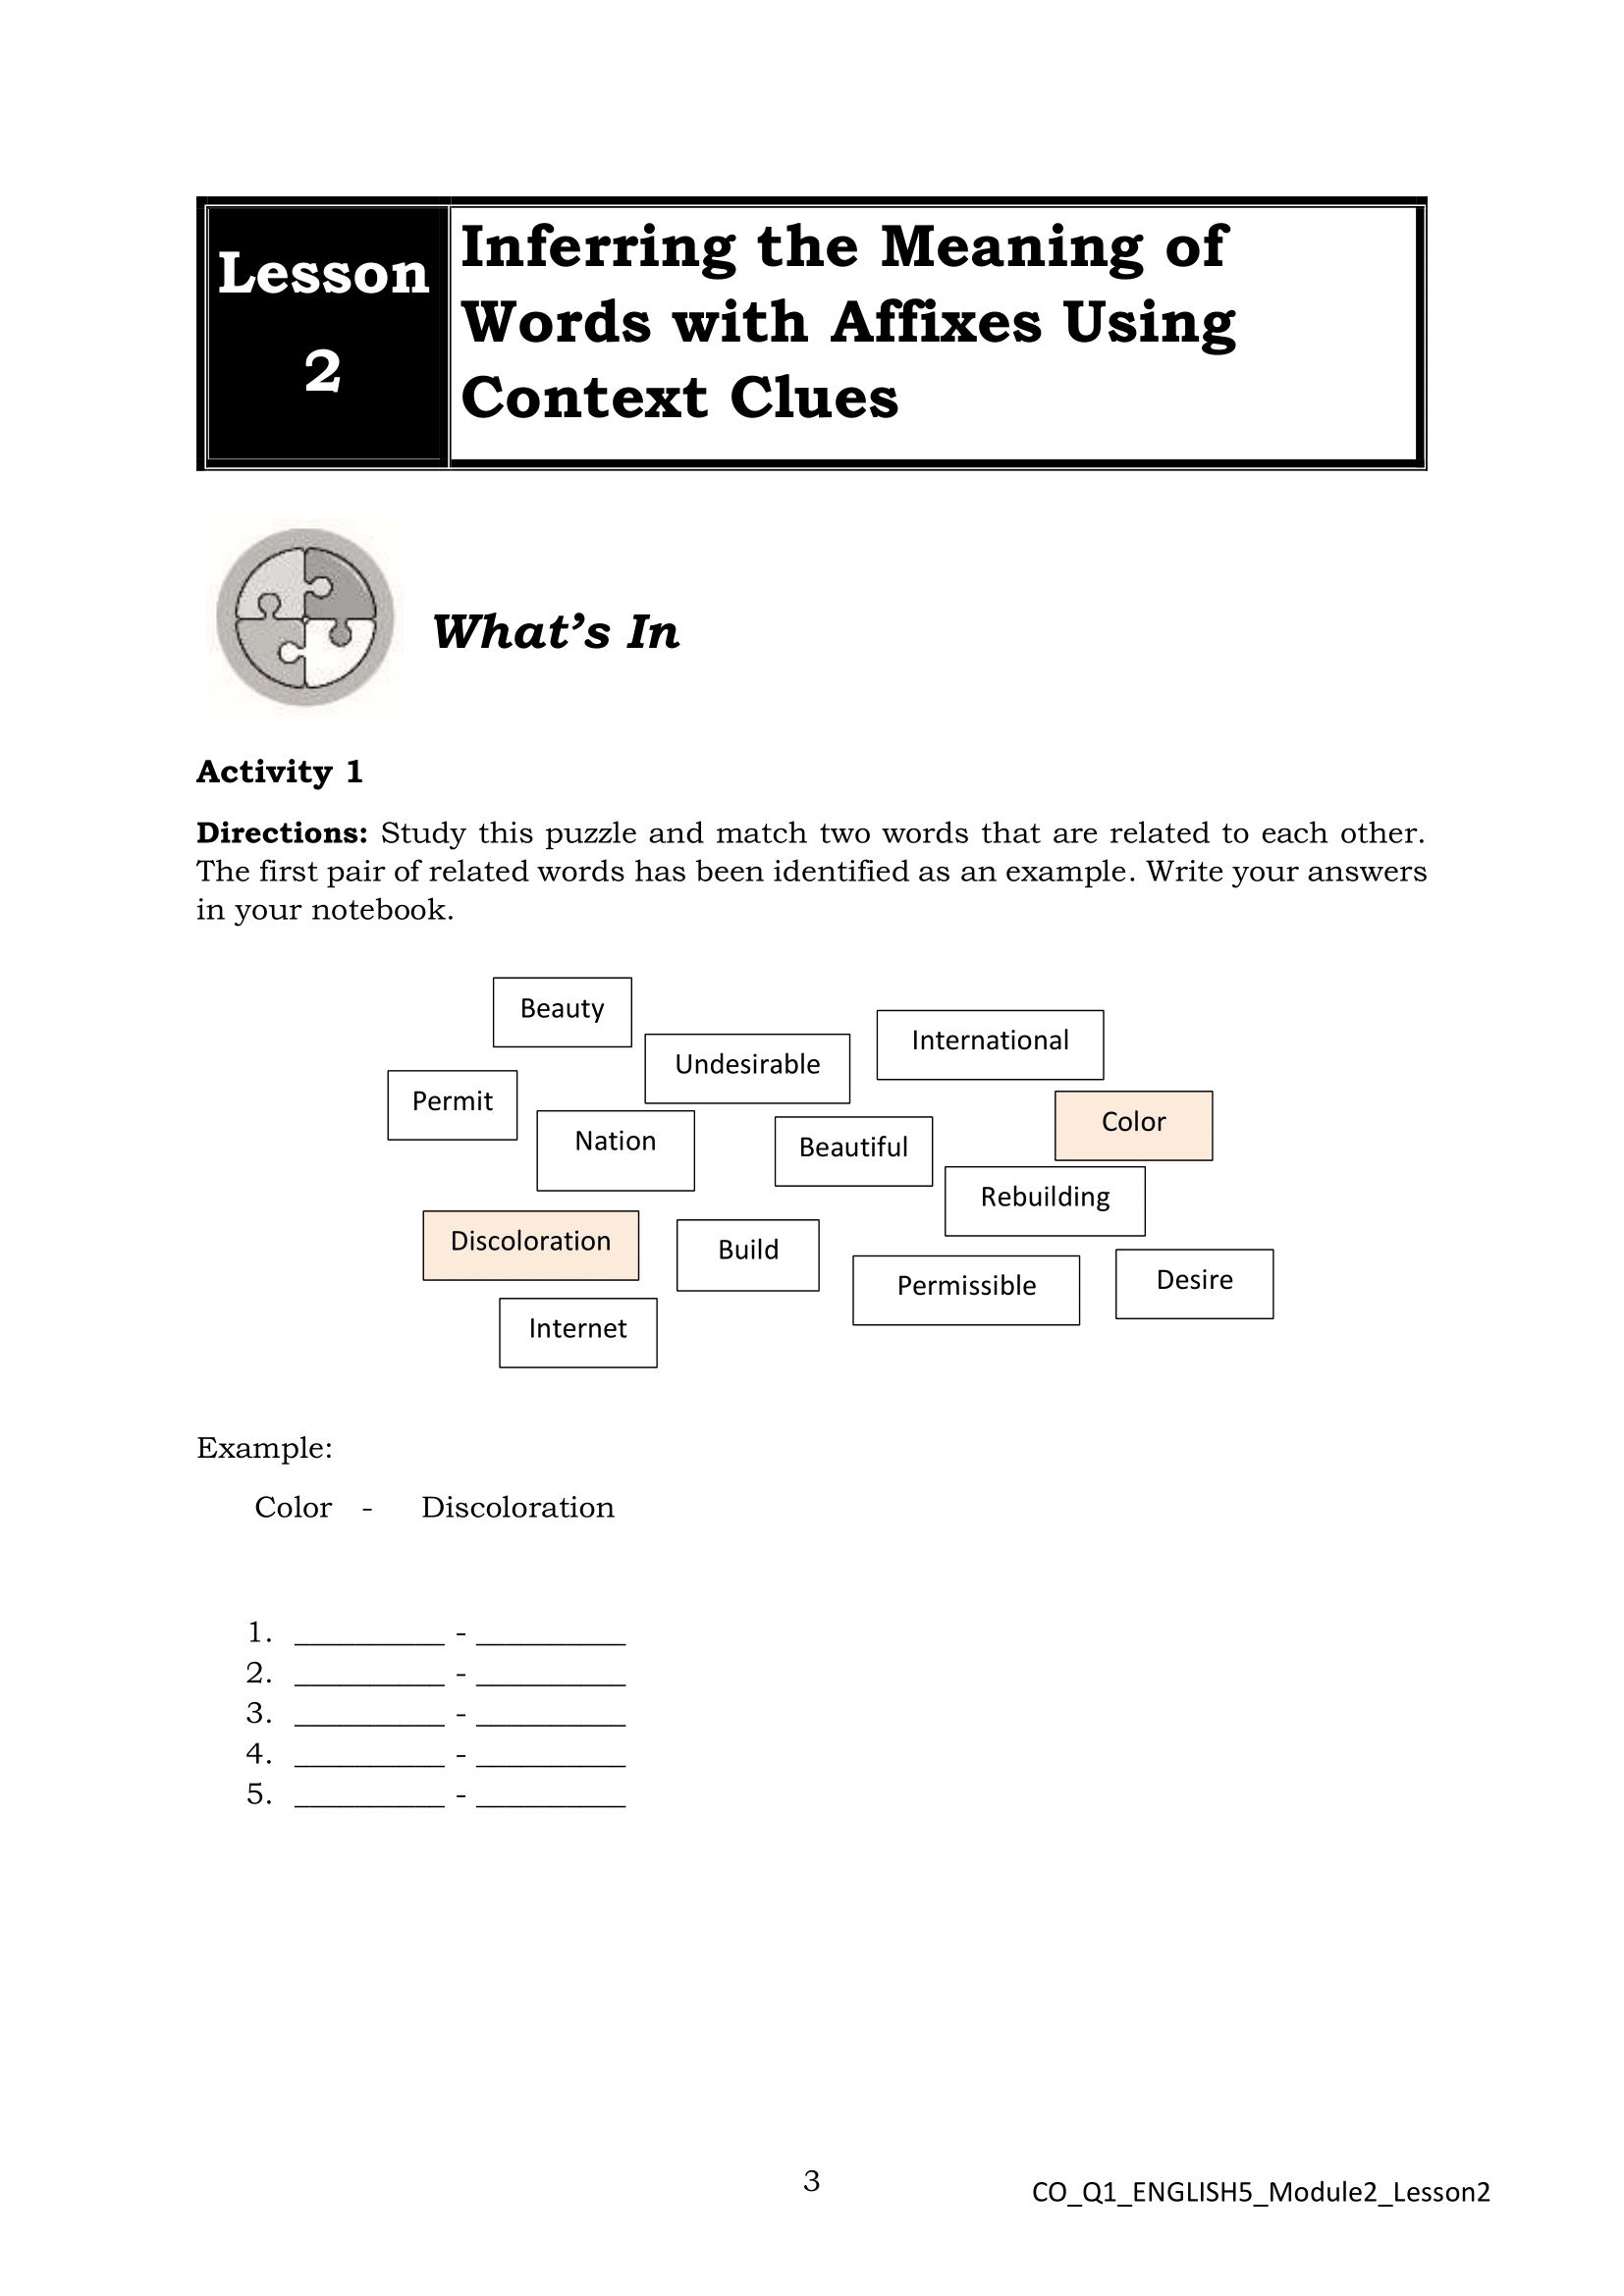 Lesson
2
Inferring the Meaning of
Words with Affixes Using
Context Clues
What's In
Activity 1
Directions: Study this puzzle and match two words that are related to each other.
The first pair of related words has been identified as an example. Write your answers
in your notebook.
Beauty
International
Undesirable
Permit
Color
Nation
Beautiful
Rebuilding
Discoloration
Build
Permissible
Desire
Internet
Example:
Color - Discoloration
1. __________ - __________
2. __________ - __________
3. __________ - __________
4. __________ - __________
5. __________ - __________
3
CO_Q1_ENGLISH5_Module2_Lesson2